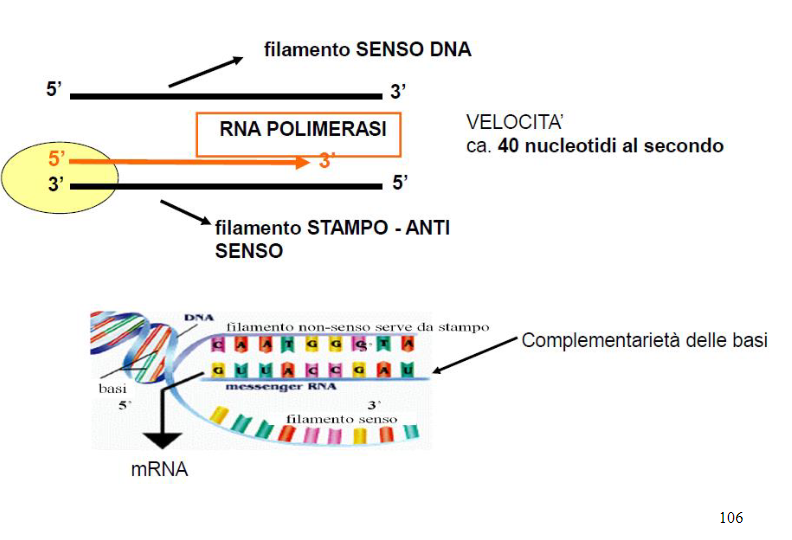 filamento SENSO DNA
5’
3’
RNA POLIMERASI
VELOCITA’
ca. 40 nucleotidi al secondo
5’
3’
3’
5’
filamento STAMPO - ANTI
SENSO
DNA
filamento non-senso serve da stampo
C A A T G G G T A
3'
Complementarietà delle basi
basi
G U U A C C G A U
messenger RNA
5'
3'
filamento senso
mRNA
106